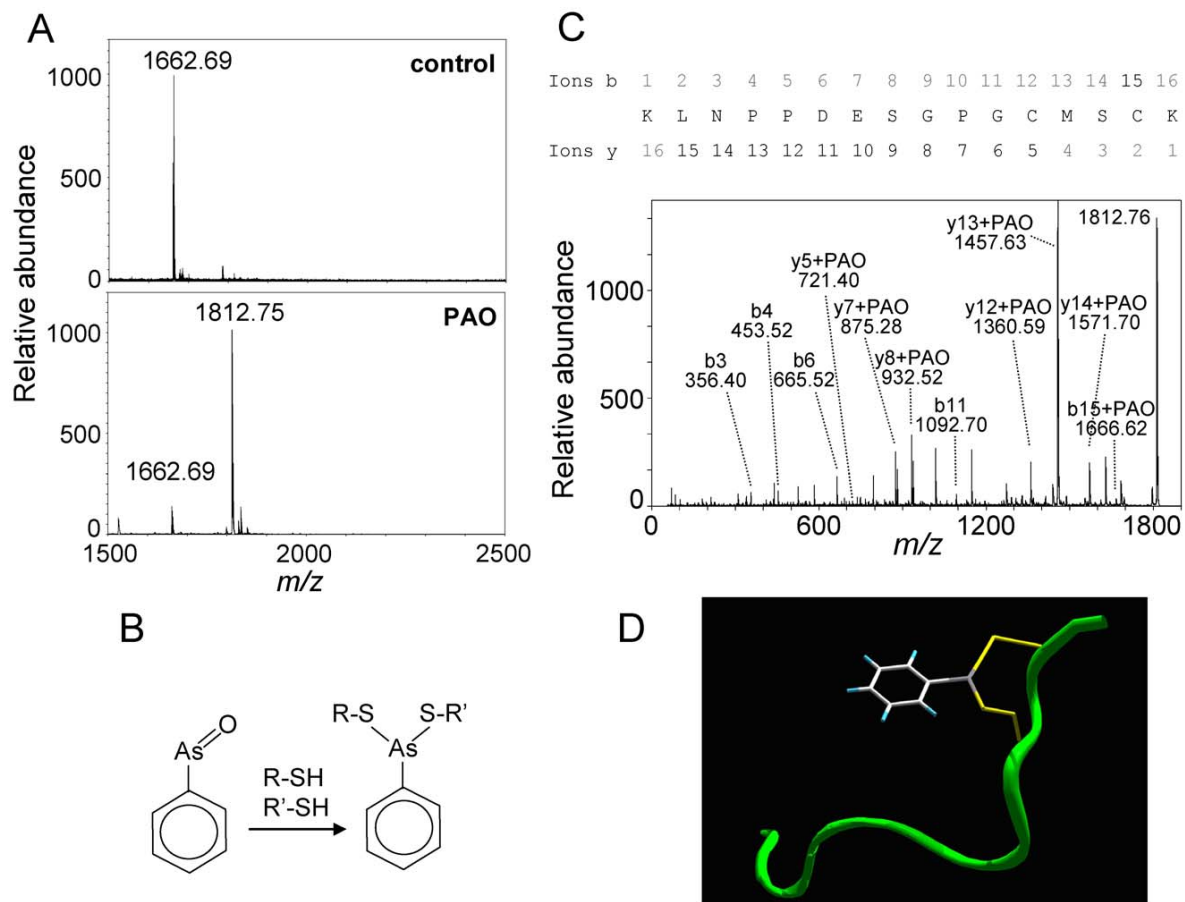 A
1662.69
control
1000
500
0
1812.75
PAO
1000
500
1662.69
0
1500
2000
2500
m/z
Relative abundance
Relative abundance
B
As=O
R-SH
R'-SH
R-S
S-R'
As
C
Ions b 1 2 3 4 5 6 7 8 9 10 11 12 13 14 15 16
K L N P P D E S G P G C M S C K
Ions y 16 15 14 13 12 11 10 9 8 7 6 5 4 3 2 1
y13+PAO
1457.63
1812.76
y5+PAO
721.40
y7+PAO
875.28
y12+PAO
1360.59
y14+PAO
1571.70
b4
453.52
b3
356.40
b6
665.52
y8+PAO
932.52
b11
1092.70
b15+PAO
1666.62
1000
500
0
0
600
1200
1800
m/z
Relative abundance
D